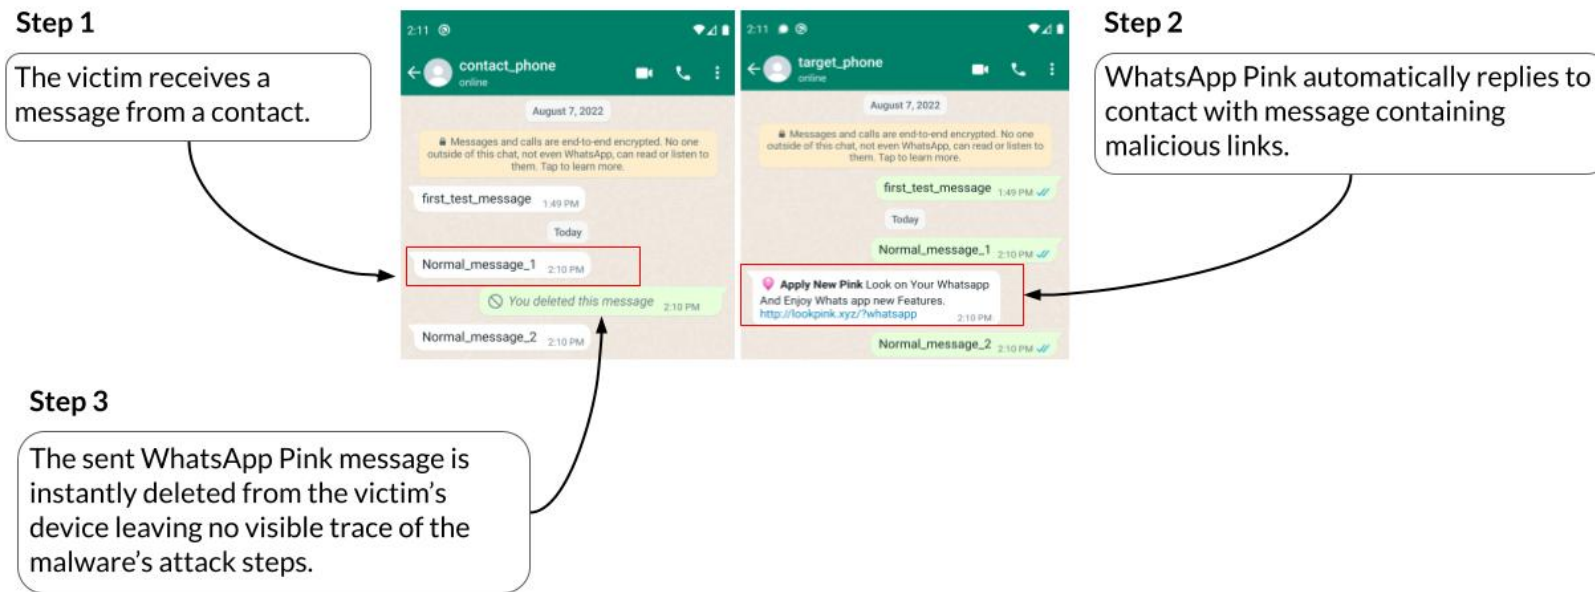 Step 1
The victim receives a
message from a contact.
2:11
contact_phone
online
August 7, 2022
Messages and calls are end-to-end encrypted. No one
outside of this chat, not even WhatsApp, can read or listen to
them. Tap to learn more.
first_test_message 1:49 PM
Today
Normal_message_1 2:10 PM
You deleted this message 2:10 PM
Normal_message_2 2:10 PM
2:11
target_phone
online
August 7, 2022
Messages and calls are end-to-end encrypted. No one
outside of this chat, not even WhatsApp, can read or listen to
them. Tap to learn more.
first_test_message 1:49 PM
Today
Normal_message_1 2:10 PM
Apply New Pink Look on Your Whatsapp
And Enjoy Whats app new Features.
http://lookpink.xyz/?whatsapp 2:10 PM
Normal_message_2 2:10 PM
Step 2
WhatsApp Pink automatically replies to
contact with message containing
malicious links.
Step 3
The sent WhatsApp Pink message is
instantly deleted from the victim's
device leaving no visible trace of the
malware's attack steps.